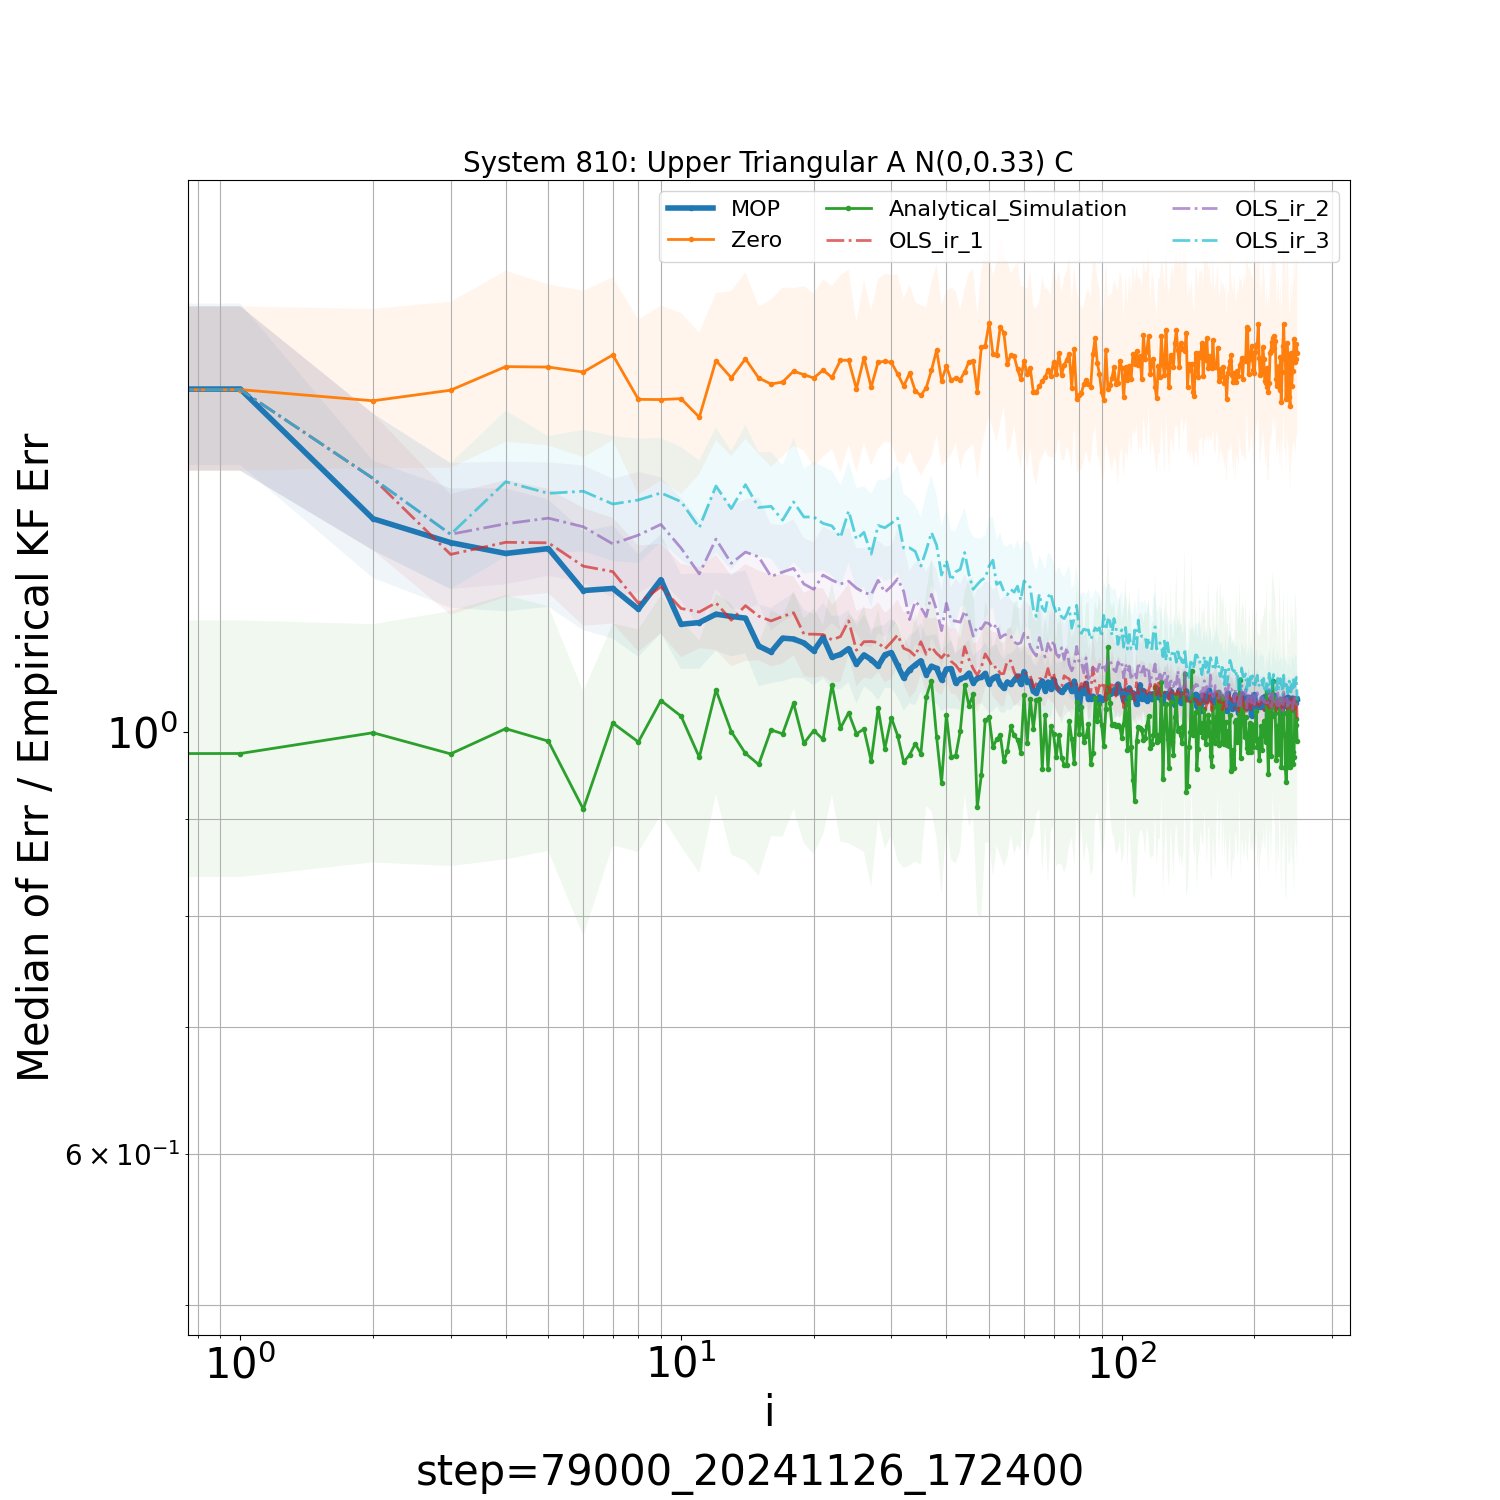 System 810: Upper Triangular A N(0,0.33) C
MOP
Zero
Analytical_Simulation
OLS_ir_1
OLS_ir_2
OLS_ir_3
Median of Err / Empirical KF Err
10⁰
6 × 10⁻¹
10⁰ 10¹ 10²
i
step=79000_20241126_172400